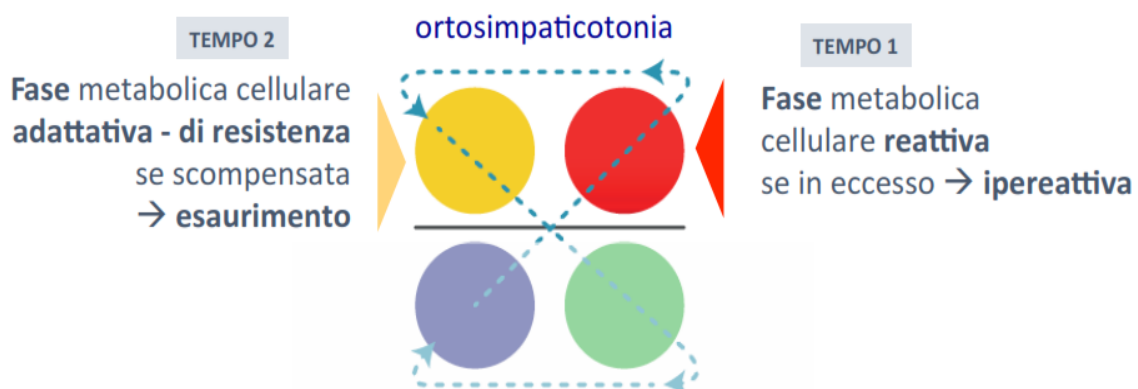 ortosimpaticotonia
TEMPO 2
Fase metabolica cellulare
adattativa - di resistenza
se scompensata
→ esaurimento
TEMPO 1
Fase metabolica
cellulare reattiva
se in eccesso → ipereattiva